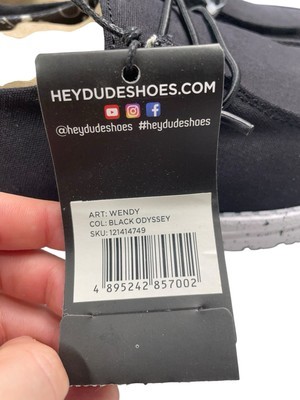 HEYDUDESHOES.COM
@heydudeshoes #heydudeshoes
ART: WENDY
COL: BLACK ODYSSEY
SKU: 121414749
4 895242 857002